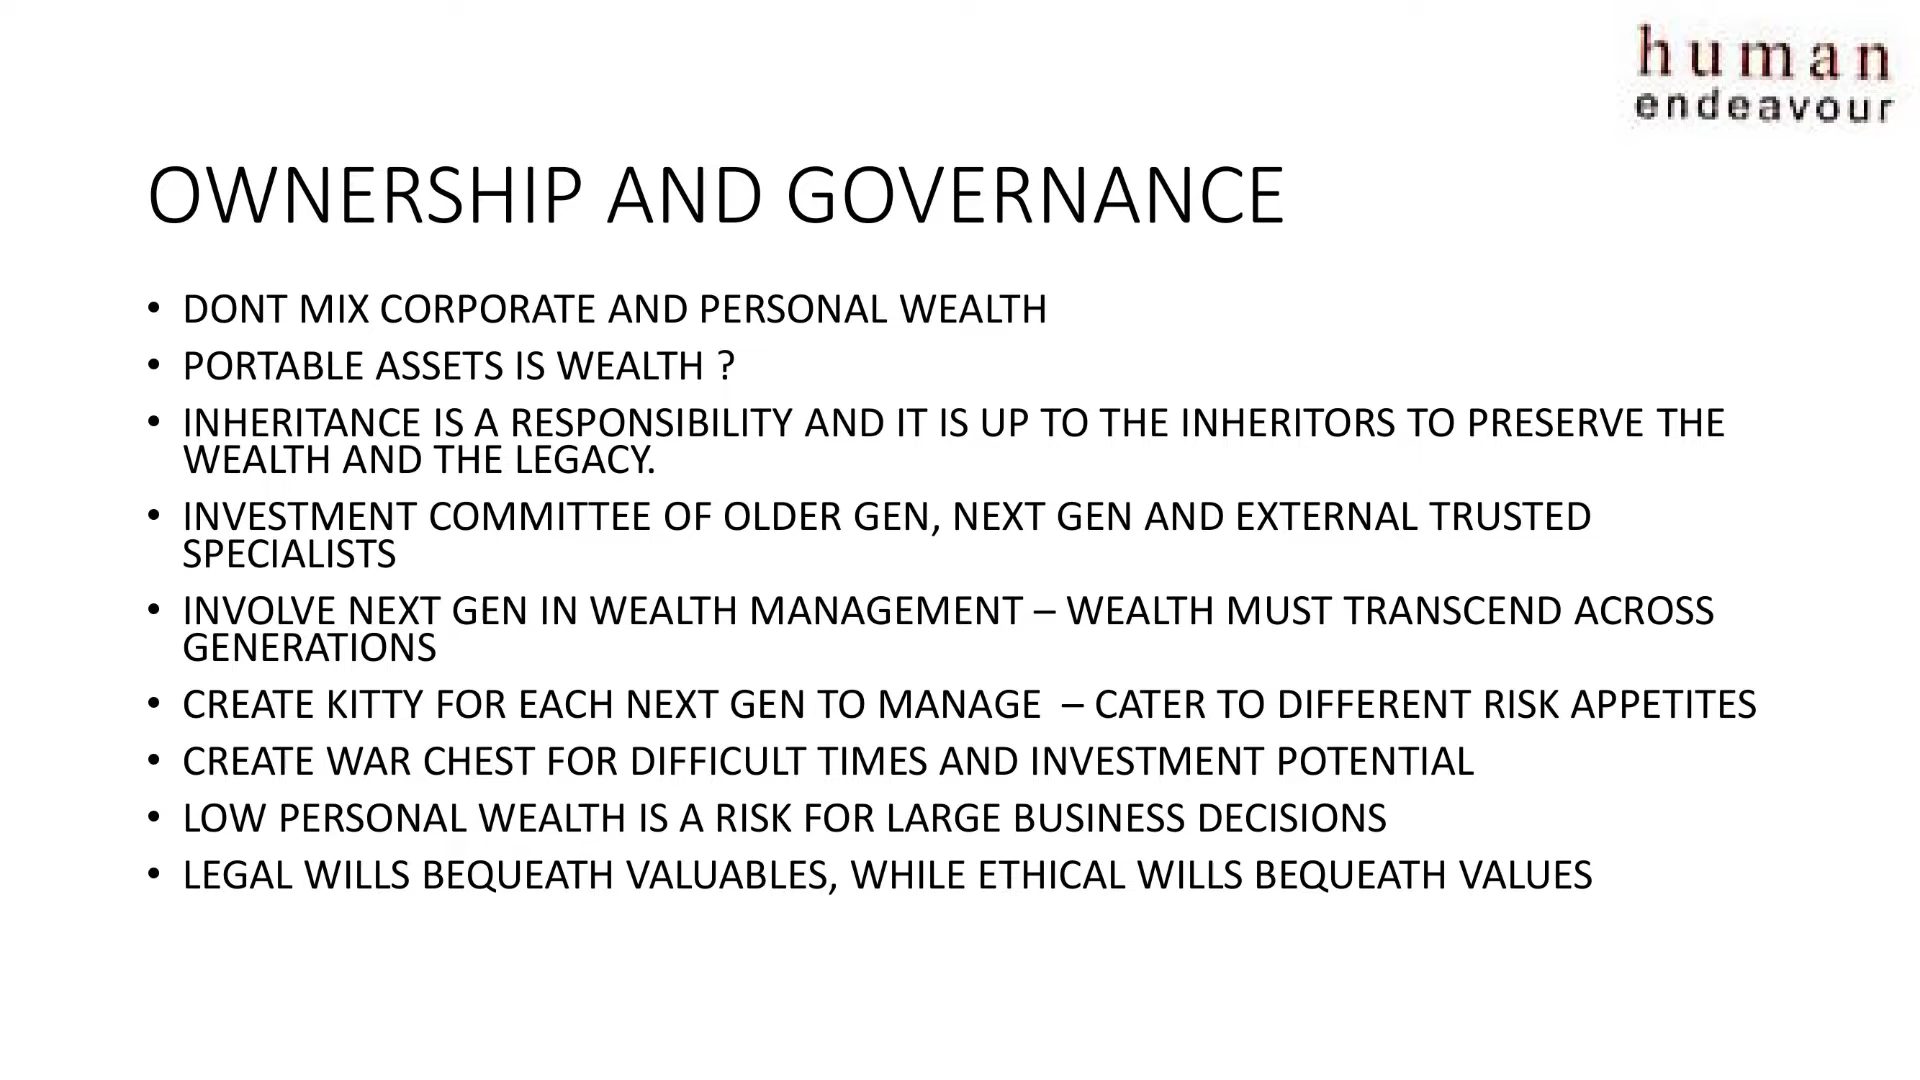 human
endeavour
OWNERSHIP AND GOVERNANCE
• DONT MIX CORPORATE AND PERSONAL WEALTH
• PORTABLE ASSETS IS WEALTH ?
• INHERITANCE IS A RESPONSIBILITY AND IT IS UP TO THE INHERITORS TO PRESERVE THE
WEALTH AND THE LEGACY.
• INVESTMENT COMMITTEE OF OLDER GEN, NEXT GEN AND EXTERNAL TRUSTED
SPECIALISTS
• INVOLVE NEXT GEN IN WEALTH MANAGEMENT – WEALTH MUST TRANSCEND ACROSS
GENERATIONS
• CREATE KITTY FOR EACH NEXT GEN TO MANAGE – CATER TO DIFFERENT RISK APPETITES
• CREATE WAR CHEST FOR DIFFICULT TIMES AND INVESTMENT POTENTIAL
• LOW PERSONAL WEALTH IS A RISK FOR LARGE BUSINESS DECISIONS
• LEGAL WILLS BEQUEATH VALUABLES, WHILE ETHICAL WILLS BEQUEATH VALUES